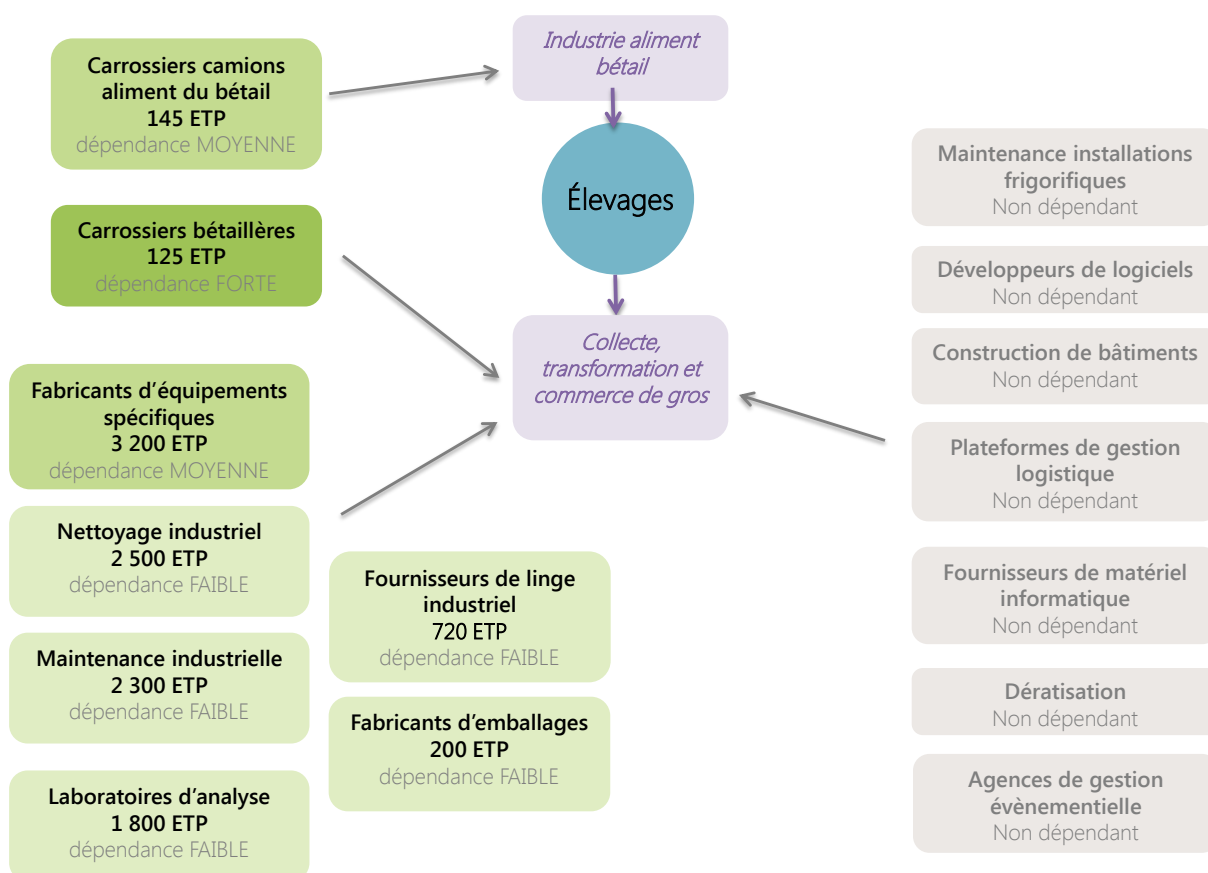 Carrossiers camions
aliment du bétail
145 ETP
dépendance MOYENNE
Carrossiers bétaillères
125 ETP
dépendance FORTE
Fabricants d'équipements
spécifiques
3 200 ETP
dépendance MOYENNE
Nettoyage industriel
2 500 ETP
dépendance FAIBLE
Maintenance industrielle
2 300 ETP
dépendance FAIBLE
Laboratoires d'analyse
1 800 ETP
dépendance FAIBLE
Fournisseurs de linge
industriel
720 ETP
dépendance FAIBLE
Fabricants d'emballages
200 ETP
dépendance FAIBLE
Industrie aliment
bétail
Élevages
Collecte,
transformation et
commerce de gros
Maintenance installations
frigorifiques
Non dépendant
Développeurs de logiciels
Non dépendant
Construction de bâtiments
Non dépendant
Plateformes de gestion
logistique
Non dépendant
Fournisseurs de matériel
informatique
Non dépendant
Dératisation
Non dépendant
Agences de gestion
évènementielle
Non dépendant